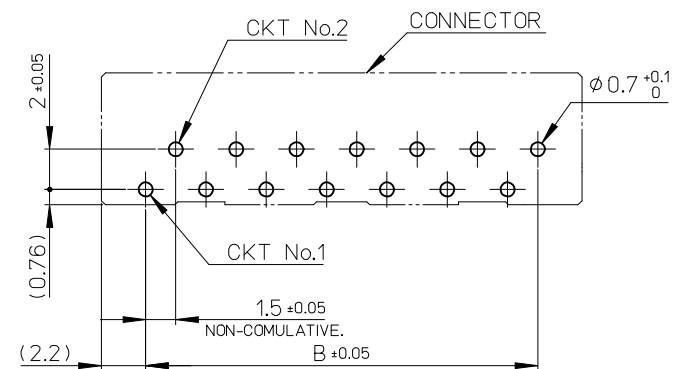 CKT No.2
CONNECTOR
2 ±0.05
Ø 0.7 +0.1 0
(0.76)
CKT No.1
1.5 ±0.05
NON-COMULATIVE.
(2.2)
B ±0.05